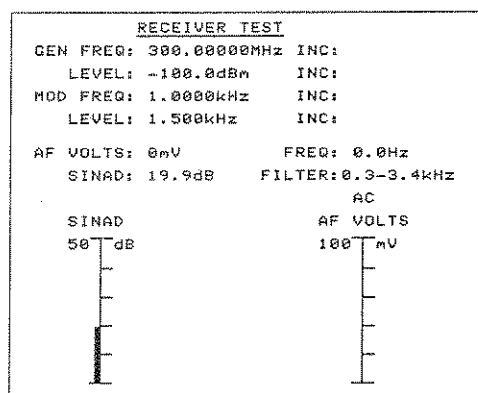 RECEIVER TEST
GEN FREQ: 300.00000MHz INC:
LEVEL: -100.0dBm INC:
MOD FREQ: 1.0000kHz INC:
LEVEL: 1.500kHz INC:
AF VOLTS: 0mV FREQ: 0.0Hz
SINAD: 19.9dB FILTER:0.3-3.4kHz
AC
SINAD AF VOLTS
50 dB 100 mV